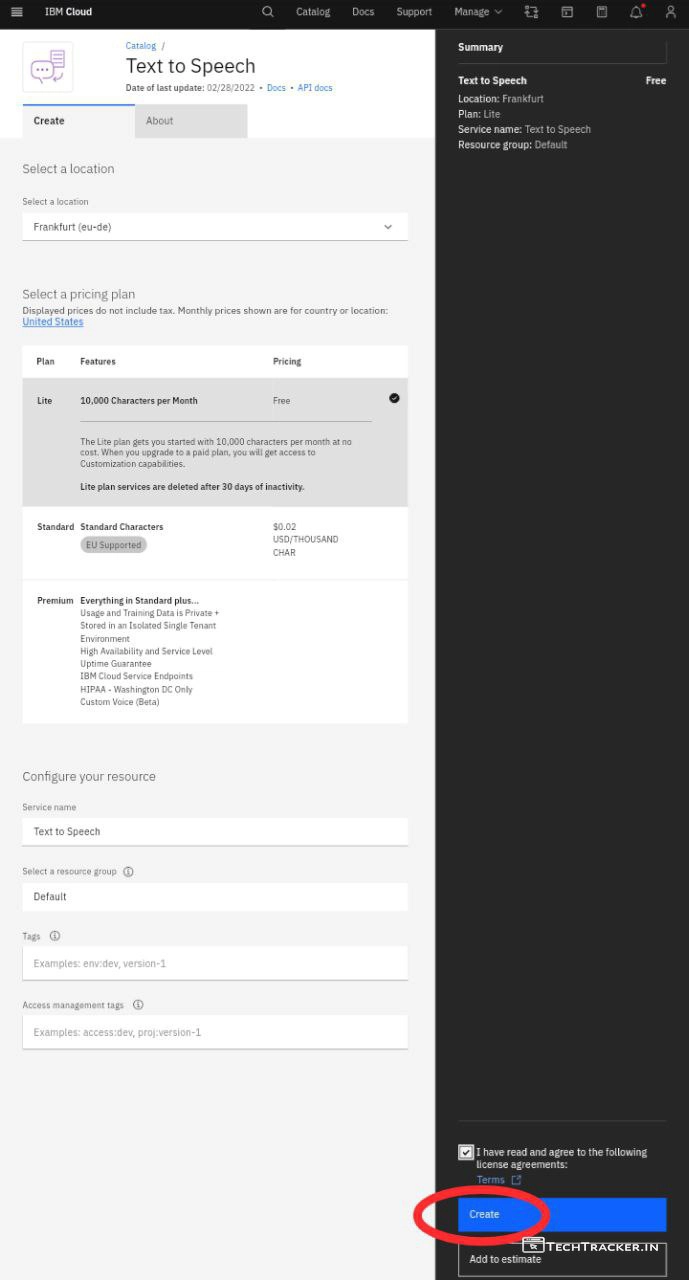 IBM Cloud
Catalog Docs Support Manage
Catalog /
Text to Speech
Date of last update: 02/28/2022 • Docs • API docs
Create About
Select a location
Select a location
Frankfurt (eu-de)
Select a pricing plan
Displayed prices do not include tax. Monthly prices shown are for country or location:
United States
Plan Features Pricing
Lite 10,000 Characters per Month Free
The Lite plan gets you started with 10,000 characters per month at no
cost. When you upgrade to a paid plan, you will get access to
Customization capabilities.
Lite plan services are deleted after 30 days of inactivity.
Standard Standard Characters $0.02
EU Supported USD/THOUSAND
CHAR
Premium Everything in Standard plus...
Usage and Training Data is Private +
Stored in an Isolated Single Tenant
Environment
High Availability and Service Level
Uptime Guarantee
IBM Cloud Service Endpoints
HIPAA - Washington DC Only
Custom Voice (Beta)
Configure your resource
Service name
Text to Speech
Select a resource group
Default
Tags
Examples: env:dev, version-1
Access management tags
Examples: access:dev, proj:version-1
Summary
Text to Speech Free
Location: Frankfurt
Plan: Lite
Service name: Text to Speech
Resource group: Default
I have read and agree to the following
license agreements:
Terms
Create
TECHTRACKER.IN
Add to estimate